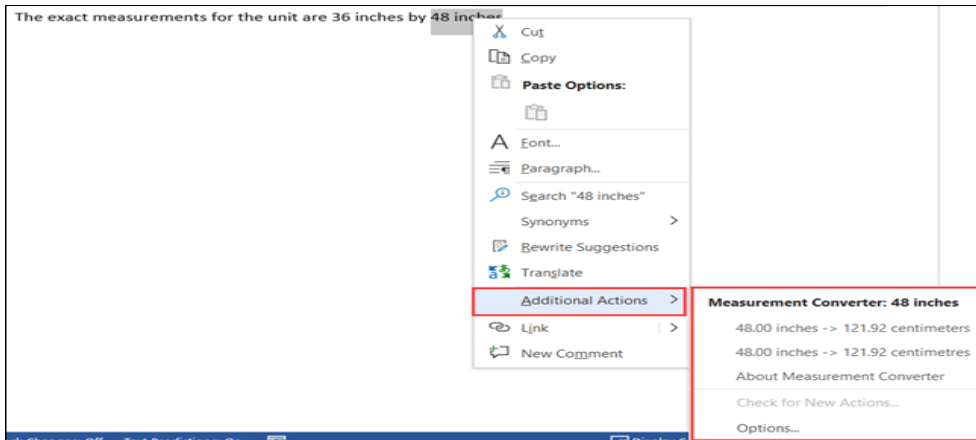 The exact measurements for the unit are 36 inches by 48 inches
Cut
Copy
Paste Options:
Font...
Paragraph...
Search "48 inches"
Synonyms
Rewrite Suggestions
Translate
Additional Actions
Link
New Comment
Measurement Converter: 48 inches
48.00 inches -> 121.92 centimeters
48.00 inches -> 121.92 centimetres
About Measurement Converter
Check for New Actions...
Options...